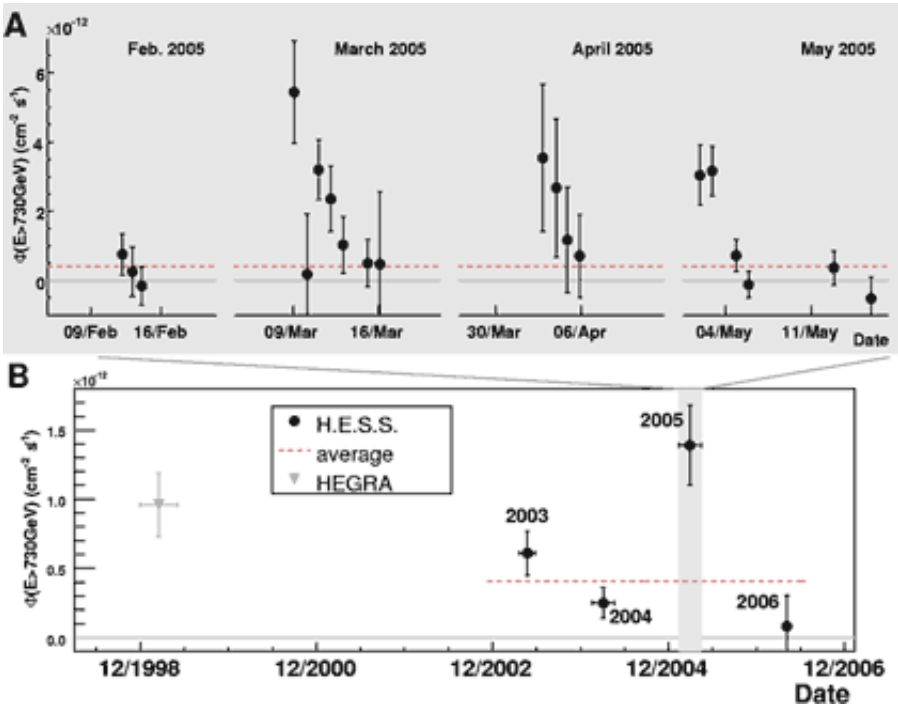 A
×10⁻¹²
Feb. 2005 March 2005 April 2005 May 2005
Φ(E>730GeV) (cm⁻² s⁻¹)
6
4
2
0
09/Feb 16/Feb 09/Mar 16/Mar 30/Mar 06/Apr 04/May 11/May Date
B
×10⁻¹²
Φ(E>730GeV) (cm⁻² s⁻¹)
1.5
1.0
0.5
0.0
H.E.S.S.
average
HEGRA
2005
2003
2004
2006
12/1998 12/2000 12/2002 12/2004 12/2006
Date